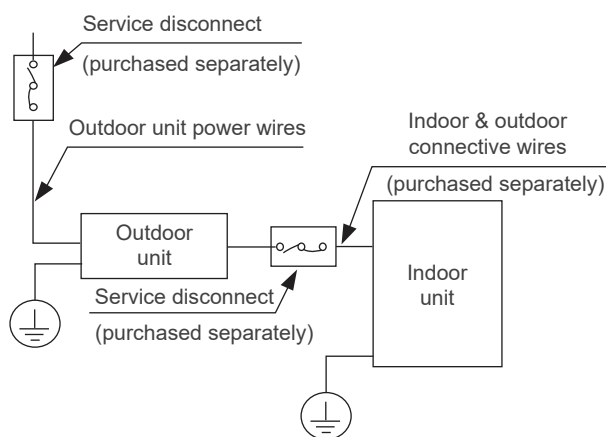 Service disconnect
(purchased separately)
Outdoor unit power wires
Indoor & outdoor
connective wires
(purchased separately)
Outdoor
unit
Service disconnect
(purchased separately)
Indoor
unit